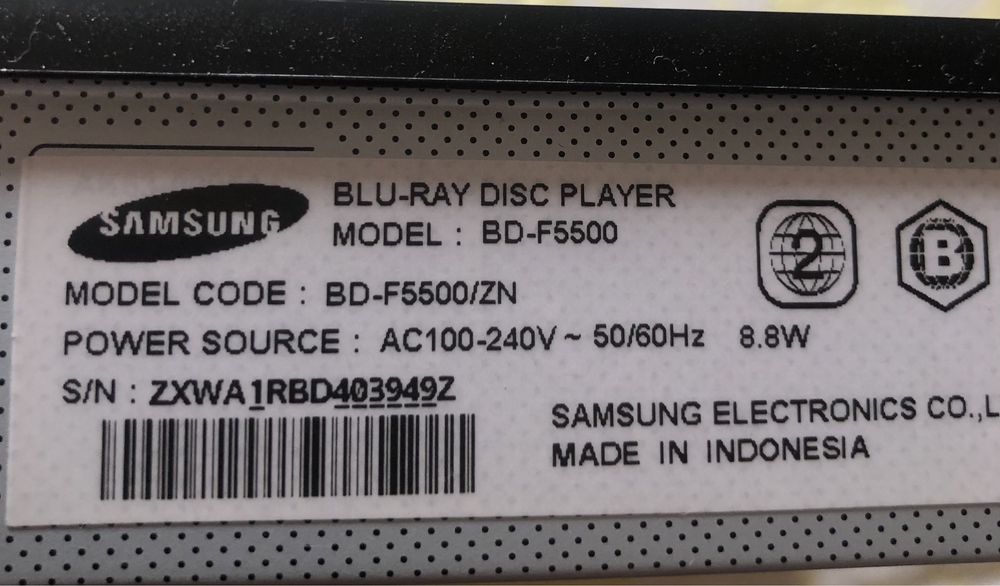 SAMSUNG
BLU-RAY DISC PLAYER
MODEL : BD-F5500
2
B
MODEL CODE : BD-F5500/ZN
POWER SOURCE : AC100-240V ~ 50/60Hz 8.8W
S/N : ZXWA1RBD403949Z
SAMSUNG ELECTRONICS CO.,L
MADE IN INDONESIA